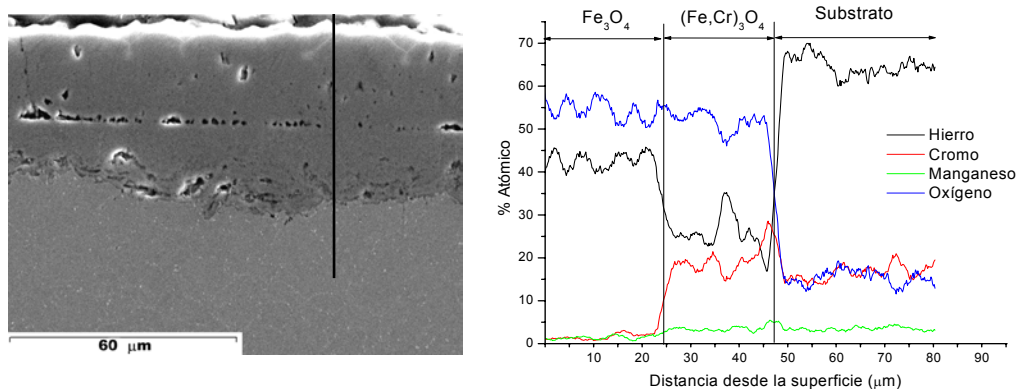 60 μm
Fe3O4
(Fe,Cr)3O4
Substrato
% Atómico
70
60
50
40
30
20
10
0
Hierro
Cromo
Manganeso
Oxígeno
10 20 30 40 50 60 70 80 90
Distancia desde la superficie (μm)